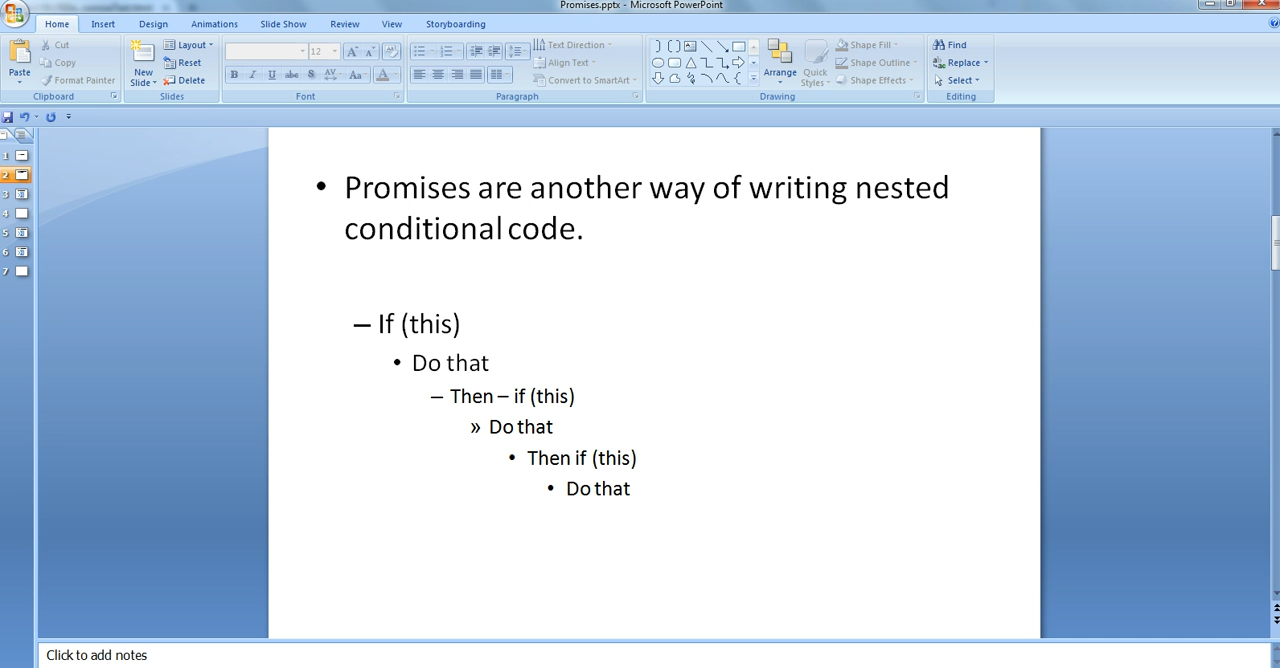 Promises.pptx - Microsoft PowerPoint
Home Insert Design Animations Slide Show Review View Storyboarding
Paste
Cut
Copy
Format Painter
Clipboard
New
Slide
Layout
Reset
Delete
Slides
12
B I U abe S AV Aa A
Font
Text Direction
Align Text
Convert to SmartArt
Paragraph
Arrange
Quick
Styles
Shape Fill
Shape Outline
Shape Effects
Drawing
Find
Replace
Select
Editing
1
2
3
4
5
6
7
• Promises are another way of writing nested
conditional code.
– If (this)
• Do that
– Then – if (this)
» Do that
• Then if (this)
• Do that
Click to add notes